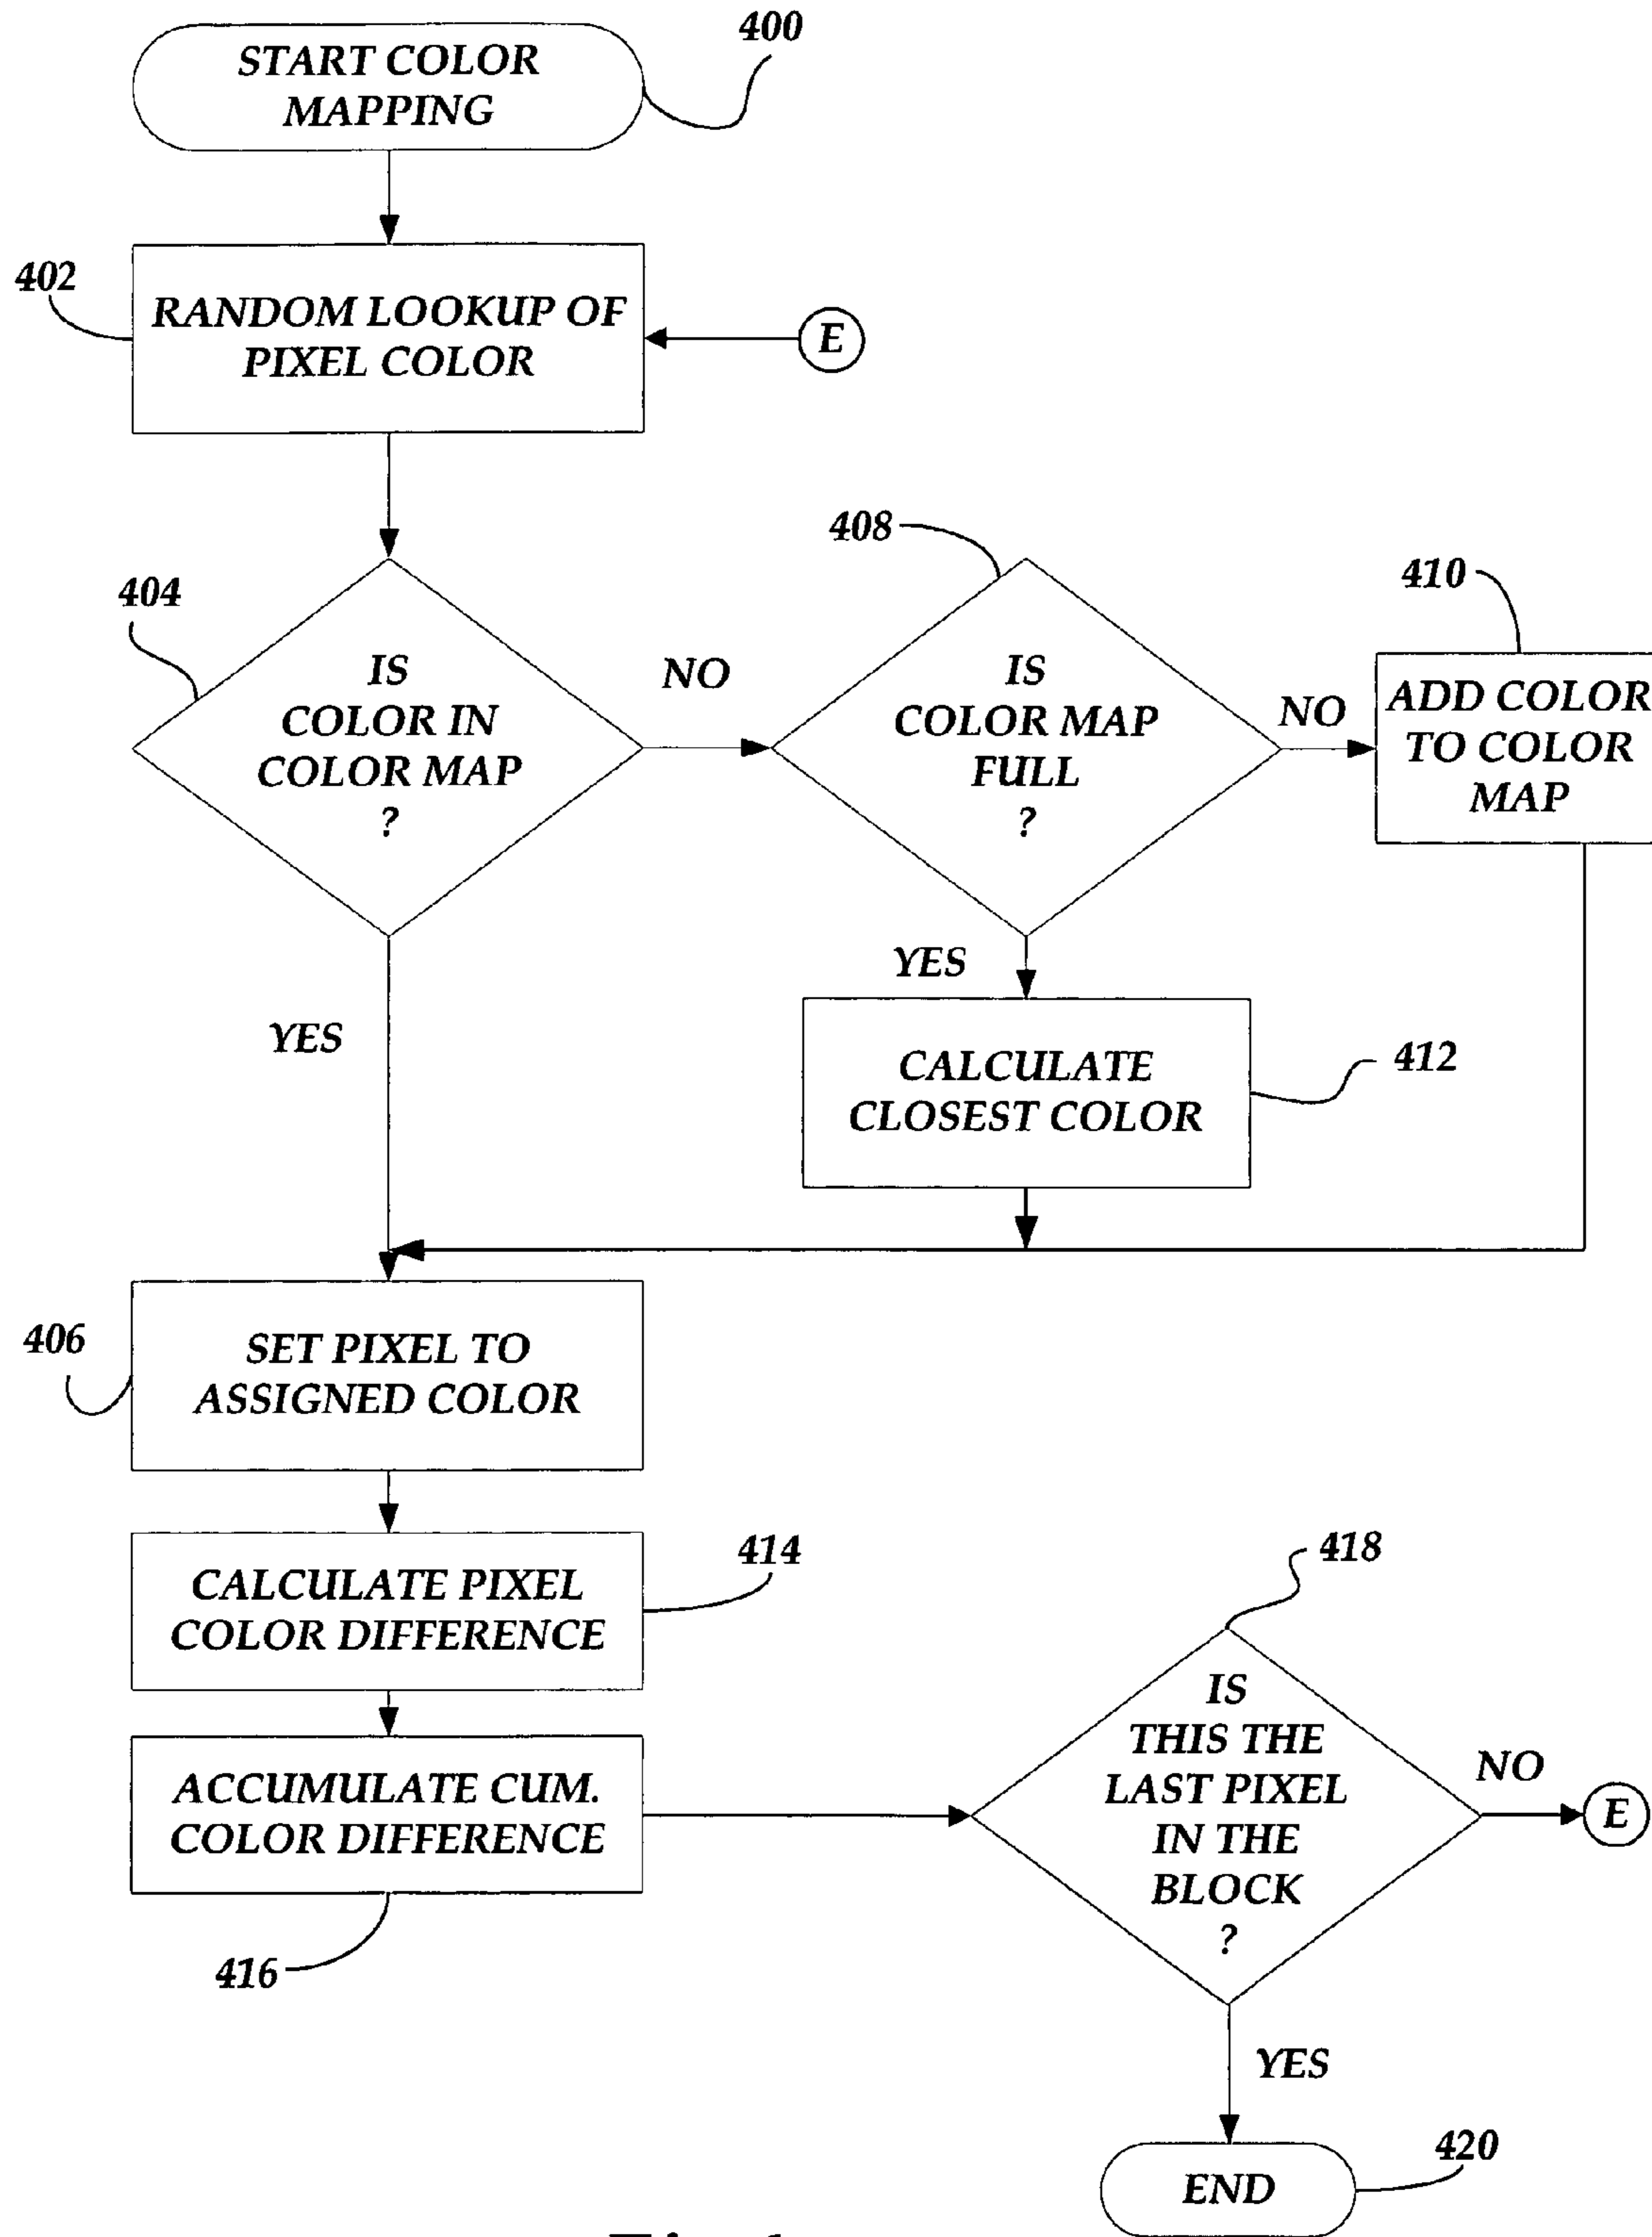 400
START COLOR
MAPPING
402
RANDOM LOOKUP OF
PIXEL COLOR
E
404
IS
COLOR IN
COLOR MAP
?
NO
408
IS
COLOR MAP
FULL
?
NO
410
ADD COLOR
TO COLOR
MAP
YES
YES
CALCULATE
CLOSEST COLOR
412
406
SET PIXEL TO
ASSIGNED COLOR
CALCULATE PIXEL
COLOR DIFFERENCE
414
ACCUMULATE CUM.
COLOR DIFFERENCE
416
418
IS
THIS THE
LAST PIXEL
IN THE
BLOCK
?
NO
E
YES
END
420